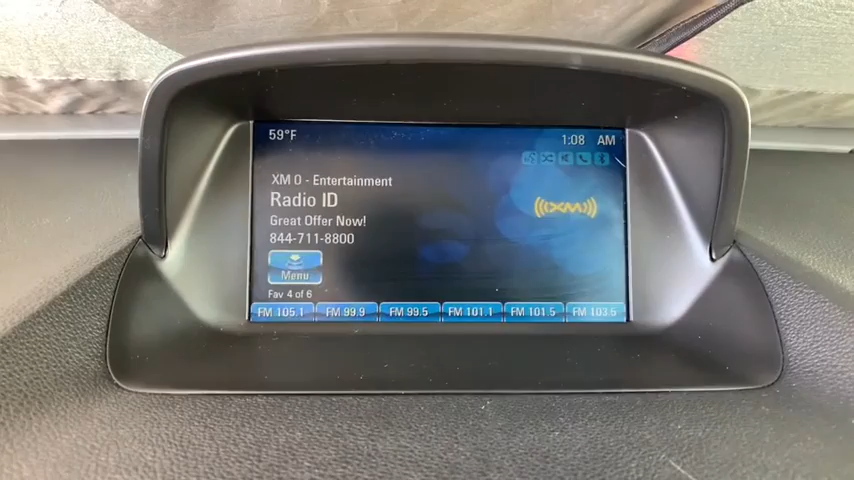 59°F 1:08 AM
XM 0 - Entertainment
Radio ID
Great Offer Now!
844-711-8800
((XM))
Menu
Fav 4 of 6
FM 105.1 FM 99.9 FM 99.5 FM 101.1 FM 101.5 FM 103.5